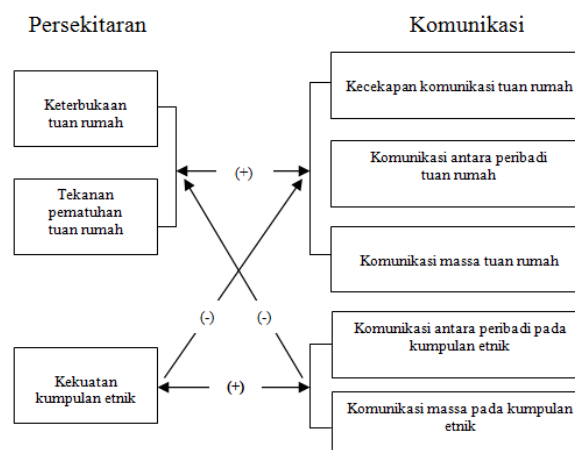 Persekitaran
Komunikasi
Keterbukaan
tuan rumah
Tekanan
pematuhan
tuan rumah
Kekuatan
kumpulan etnik
(+)
(-)
(-)
(+)
Kecekapan komunikasi tuan rumah
Komunikasi antara peribadi
tuan rumah
Komunikasi massa tuan rumah
Komunikasi antara peribadi pada
kumpulan etnik
Komunikasi massa pada kumpulan
etnik